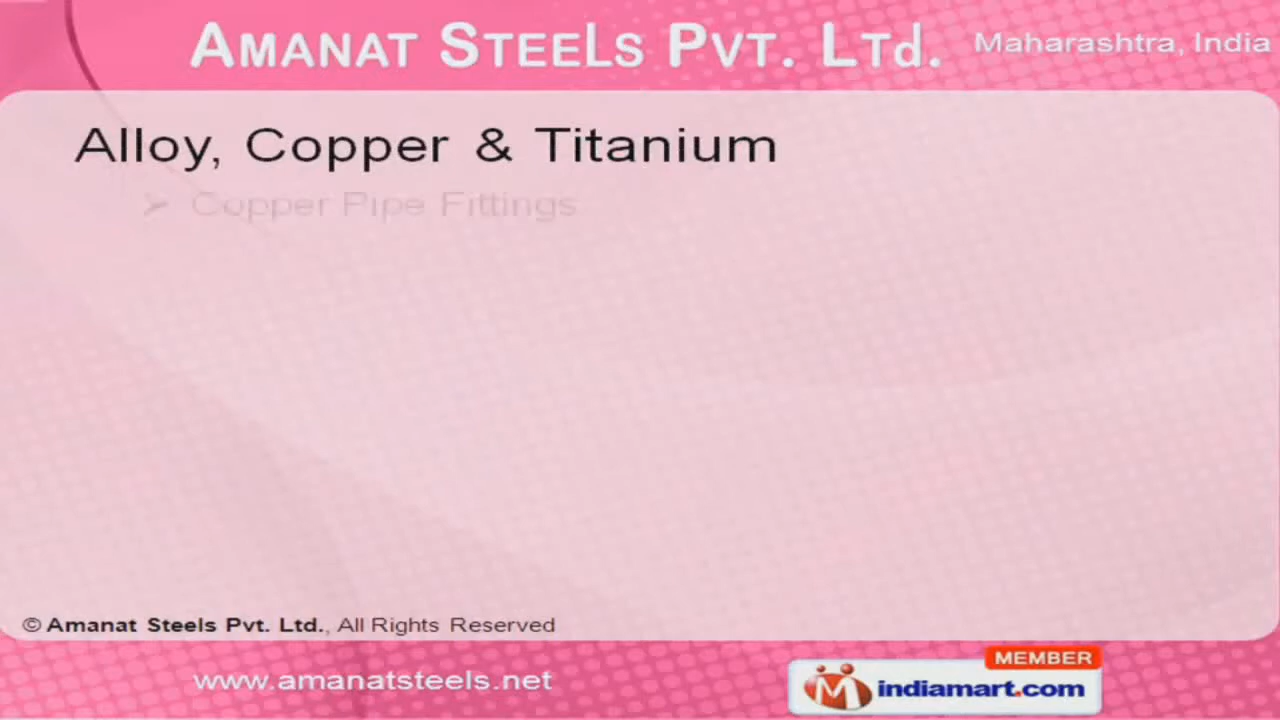 AMANAT STEELS PVT. LTd.
Maharashtra, India
Alloy, Copper & Titanium
➢ Copper Pipe Fittings
© Amanat Steels Pvt. Ltd., All Rights Reserved
www.amanatsteels.net
MEMBER
indiamart.com